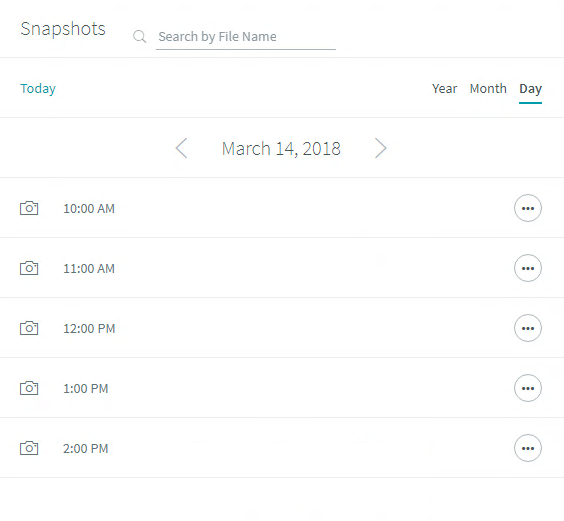 Snapshots
Search by File Name
Today
Year Month Day
March 14, 2018
10:00 AM
11:00 AM
12:00 PM
1:00 PM
2:00 PM